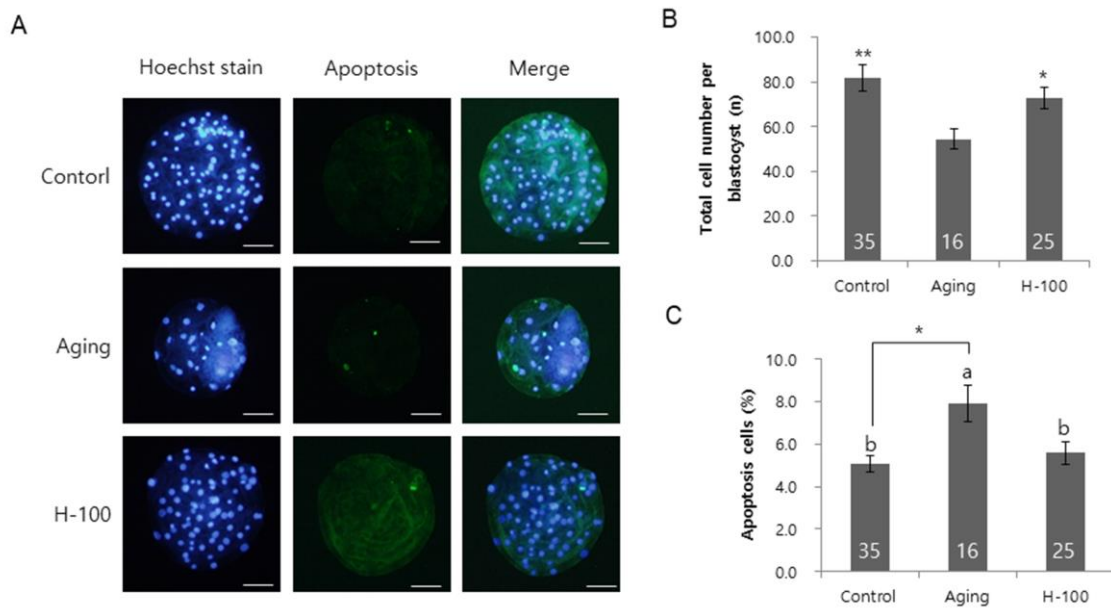 A
Hoechst stain Apoptosis Merge
Contorl
Aging
H-100
B
Total cell number per
blastocyst (n)
100.0
80.0
60.0
40.0
20.0
0.0
** *
35 16 25
Control Aging H-100
C
Apoptosis cells (%)
10.0
8.0
6.0
4.0
2.0
0.0
*
b a b
35 16 25
Control Aging H-100